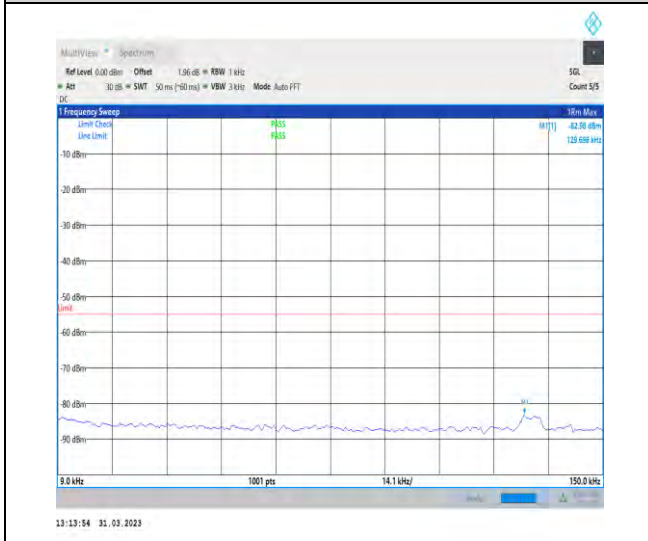 MultiView Spectrum
Ref Level 0.00 dBm Offset 1.96 dB RBW 1 kHz SGL
Att 30 dB SWT 50 ms (~60 ms) VBW 3 kHz Mode Auto FFT Count 5/5
DC
1 Frequency Sweep 1Rm Max
Limit Check PASS M1[1] -82.98 dBm
Line Limit PASS 129.698 kHz
-10 dBm
-20 dBm
-30 dBm
-40 dBm
-50 dBm
Limit
-60 dBm
-70 dBm
-80 dBm
M1
-90 dBm
9.0 kHz 1001 pts 14.1 kHz/ 150.0 kHz
13:13:54 31.03.2023